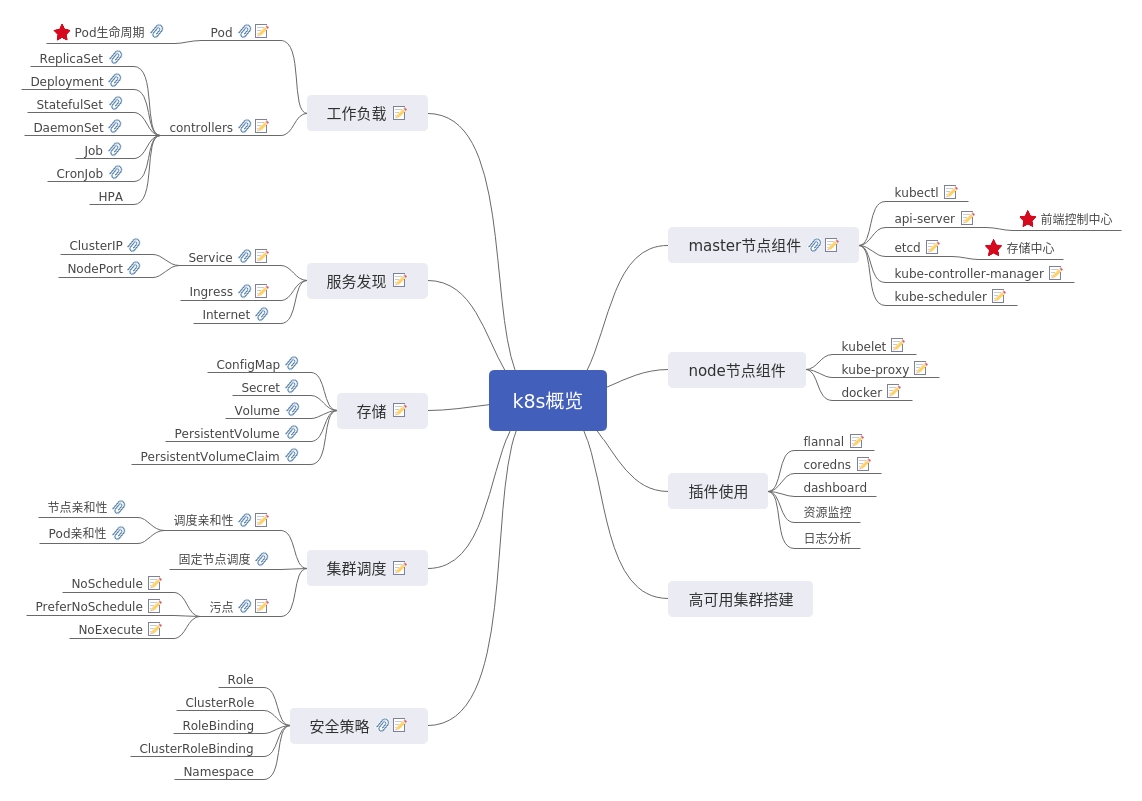 k8s概览
工作负载
Pod
Pod生命周期
controllers
ReplicaSet
Deployment
StatefulSet
DaemonSet
Job
CronJob
HPA
服务发现
Service
ClusterIP
NodePort
Ingress
Internet
存储
ConfigMap
Secret
Volume
PersistentVolume
PersistentVolumeClaim
集群调度
调度亲和性
节点亲和性
Pod亲和性
固定节点调度
污点
NoSchedule
PreferNoSchedule
NoExecute
安全策略
Role
ClusterRole
RoleBinding
ClusterRoleBinding
Namespace
master节点组件
kubectl
api-server
前端控制中心
etcd
存储中心
kube-controller-manager
kube-scheduler
node节点组件
kubelet
kube-proxy
docker
插件使用
flannal
coredns
dashboard
资源监控
日志分析
高可用集群搭建